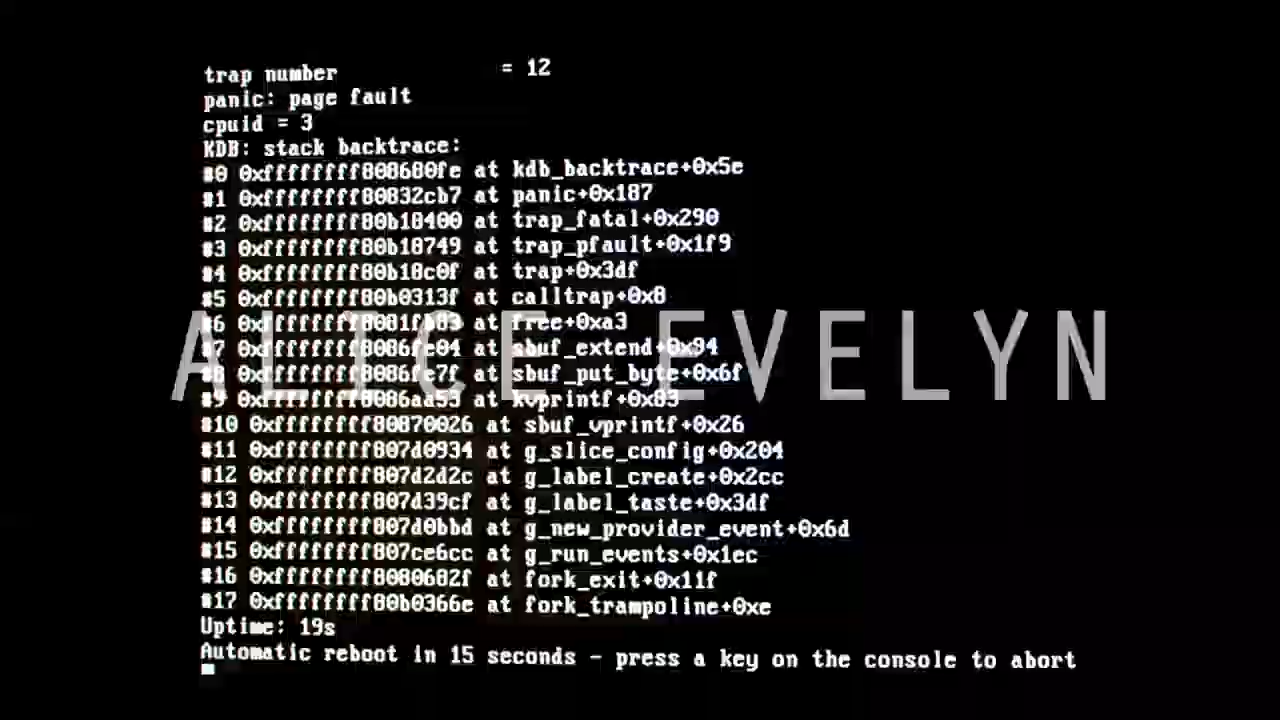 trap number = 12
panic: page fault
cpuid = 3
KDB: stack backtrace:
#0 0xffffffff808680fe at kdb_backtrace+0x5e
#1 0xffffffff80832cb7 at panic+0x187
#2 0xffffffff80b18400 at trap_fatal+0x290
#3 0xffffffff80b18749 at trap_pfault+0x1f9
#4 0xffffffff80b18c0f at trap+0x3df
#5 0xffffffff80b0313f at calltrap+0x8
#6 0xffffffff8081fb83 at free+0xa3
#7 0xffffffff8086fe04 at sbuf_extend+0x94
#8 0xffffffff8086fe7f at sbuf_put_byte+0x6f
#9 0xffffffff8086aa53 at kvprintf+0x83
ALICE EVELYN
#10 0xffffffff80870026 at sbuf_vprintf+0x26
#11 0xffffffff807d0934 at g_slice_config+0x204
#12 0xffffffff807d2d2c at g_label_create+0x2cc
#13 0xffffffff807d39cf at g_label_taste+0x3df
#14 0xffffffff807d0bbd at g_new_provider_event+0x6d
#15 0xffffffff807ce6cc at g_run_events+0x1ec
#16 0xffffffff8080682f at fork_exit+0x11f
#17 0xffffffff80b0366e at fork_trampoline+0xe
Uptime: 19s
Automatic reboot in 15 seconds - press a key on the console to abort